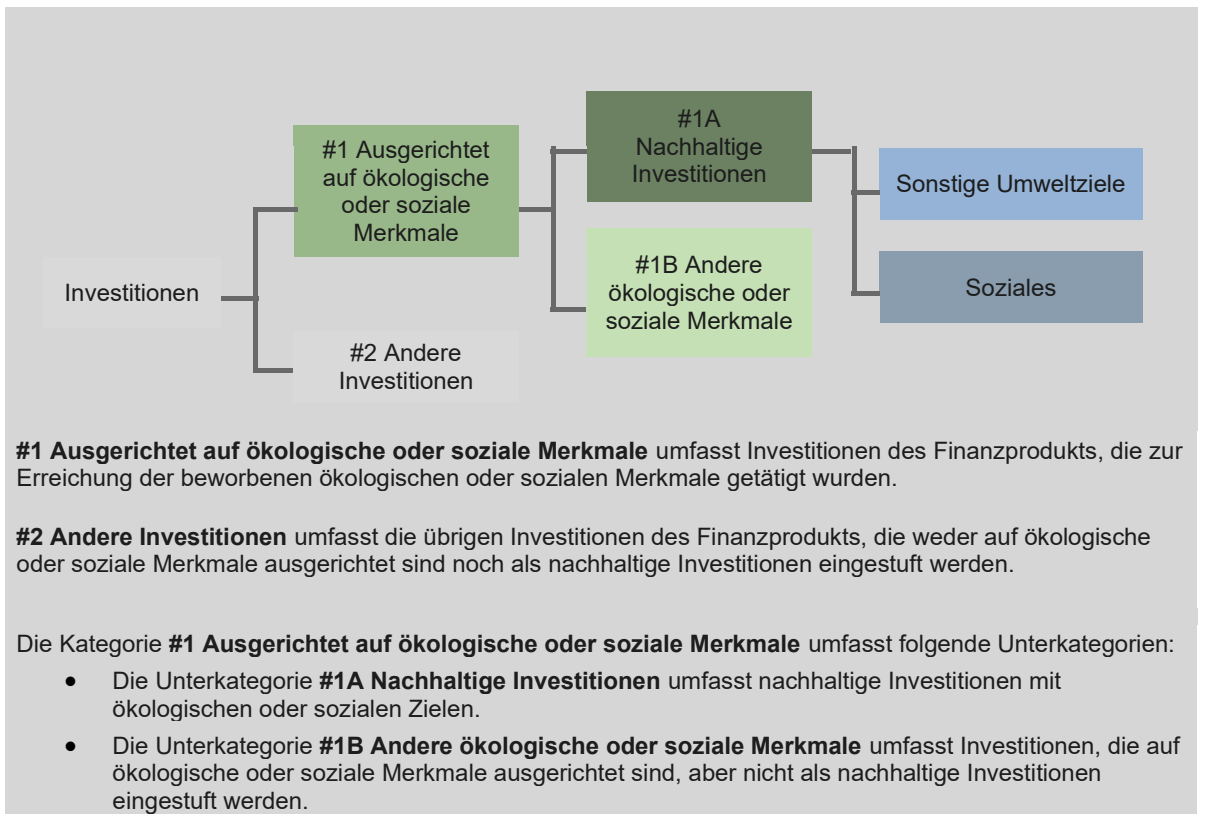 #1 Ausgerichtet
auf ökologische
oder soziale
Merkmale
#1A
Nachhaltige
Investitionen
Sonstige Umweltziele
Investitionen
#1B Andere
ökologische oder
soziale Merkmale
Soziales
#2 Andere
Investitionen
#1 Ausgerichtet auf ökologische oder soziale Merkmale umfasst Investitionen des Finanzprodukts, die zur
Erreichung der beworbenen ökologischen oder sozialen Merkmale getätigt wurden.
#2 Andere Investitionen umfasst die übrigen Investitionen des Finanzprodukts, die weder auf ökologische
oder soziale Merkmale ausgerichtet sind noch als nachhaltige Investitionen eingestuft werden.
Die Kategorie #1 Ausgerichtet auf ökologische oder soziale Merkmale umfasst folgende Unterkategorien:
• Die Unterkategorie #1A Nachhaltige Investitionen umfasst nachhaltige Investitionen mit
ökologischen oder sozialen Zielen.
• Die Unterkategorie #1B Andere ökologische oder soziale Merkmale umfasst Investitionen, die auf
ökologische oder soziale Merkmale ausgerichtet sind, aber nicht als nachhaltige Investitionen
eingestuft werden.